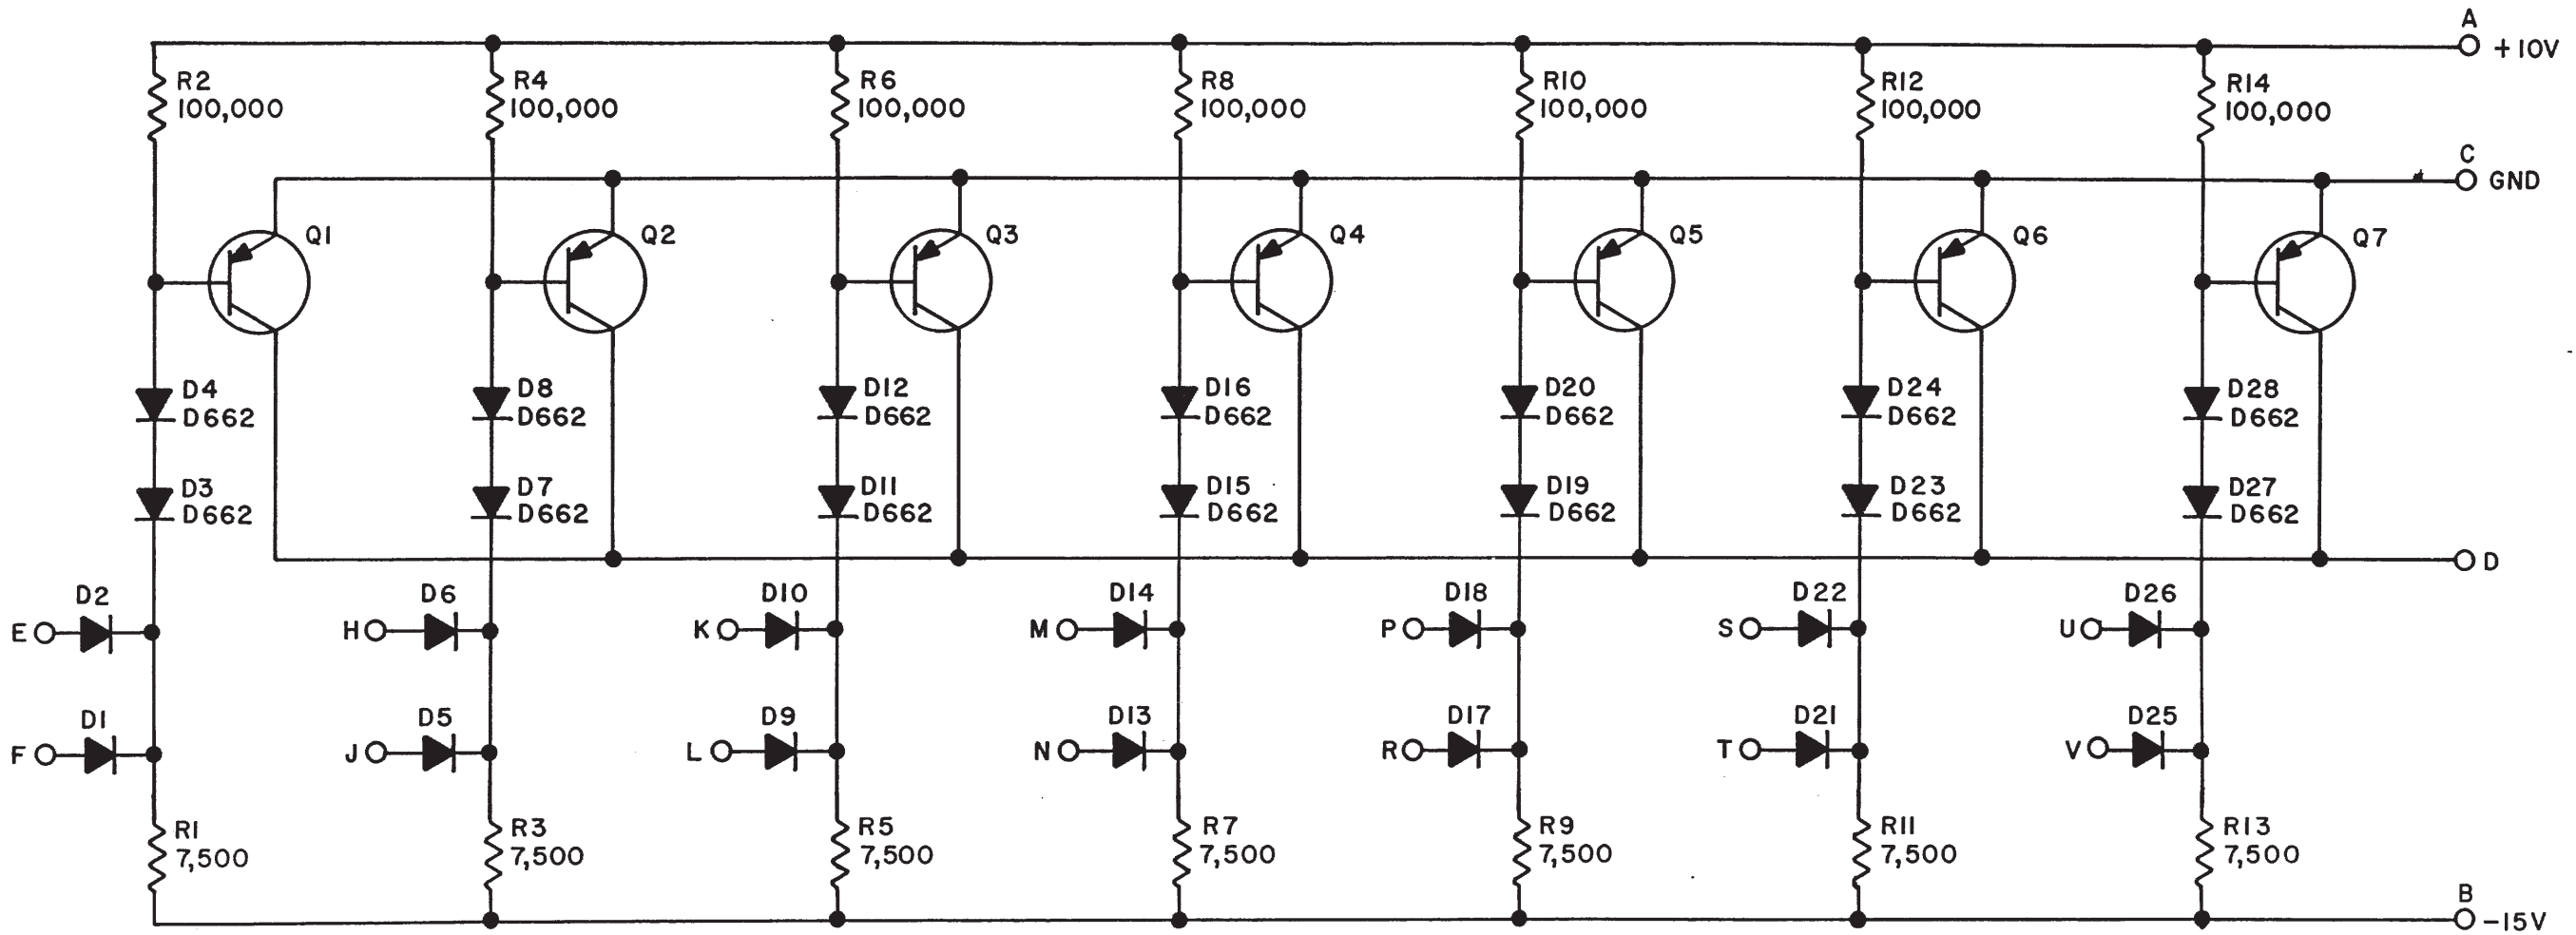 A
+10V
R2
100,000
R4
100,000
R6
100,000
R8
100,000
R10
100,000
R12
100,000
R14
100,000
C
GND
Q1
Q2
Q3
Q4
Q5
Q6
Q7
D4
D662
D8
D662
D12
D662
D16
D662
D20
D662
D24
D662
D28
D662
D3
D662
D7
D662
D11
D662
D15
D662
D19
D662
D23
D662
D27
D662
D
D2
E
D6
H
D10
K
D14
M
D18
P
D22
S
D26
U
D1
F
D5
J
D9
L
D13
N
D17
R
D21
T
D25
V
R1
7,500
R3
7,500
R5
7,500
R7
7,500
R9
7,500
R11
7,500
R13
7,500
B
-15V